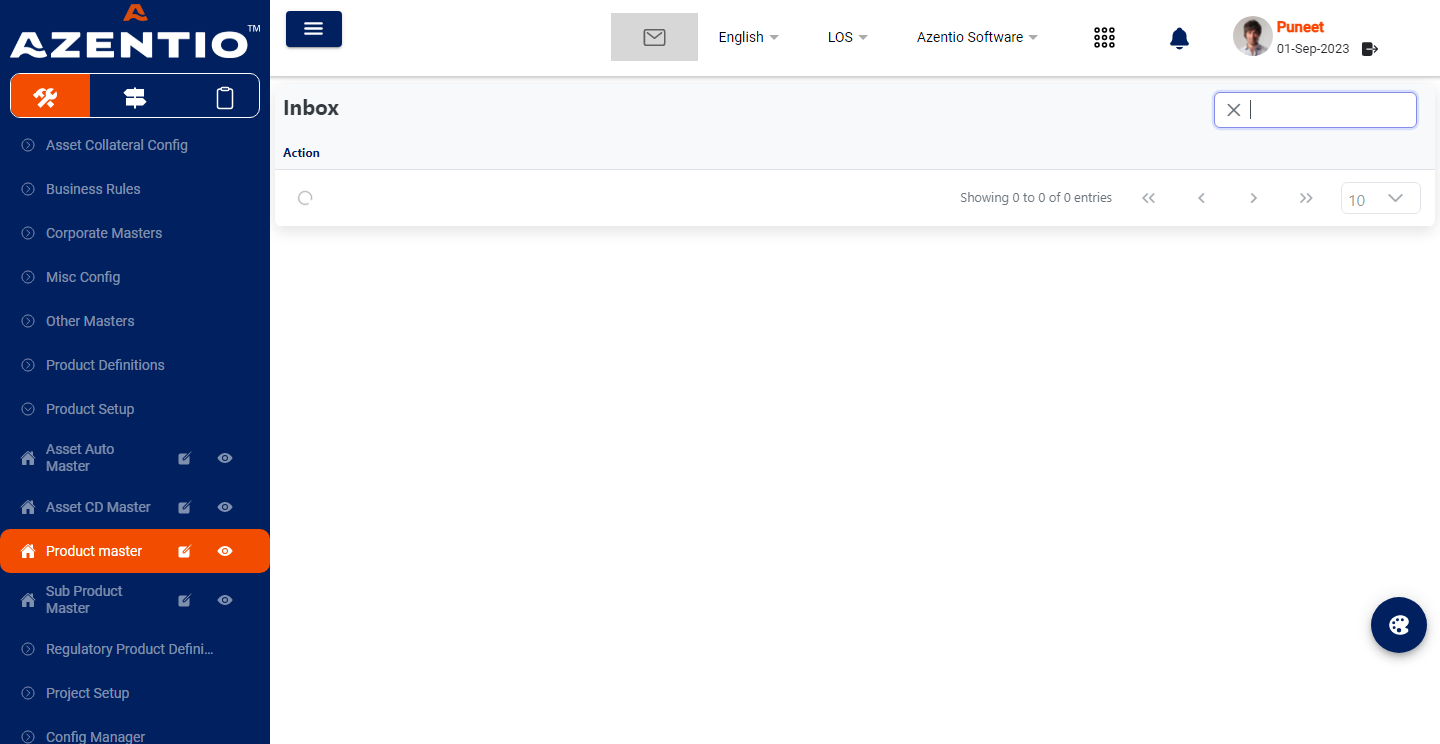 AZENTIO™
English
LOS
Azentio Software
Puneet
01-Sep-2023
Inbox
Action
Showing 0 to 0 of 0 entries
10
Asset Collateral Config
Business Rules
Corporate Masters
Misc Config
Other Masters
Product Definitions
Product Setup
Asset Auto
Master
Asset CD Master
Product master
Sub Product
Master
Regulatory Product Defini...
Project Setup
Config Manager